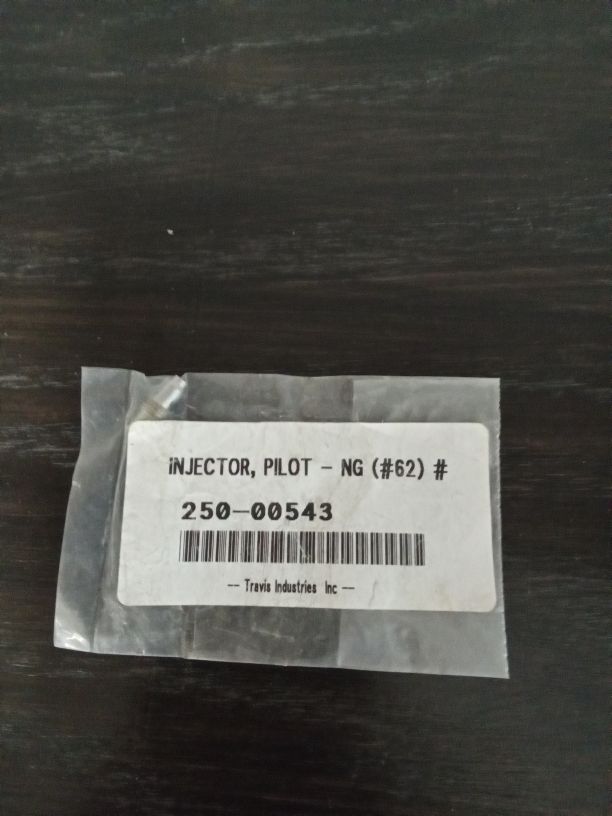 INJECTOR, PILOT - NG (#62) #
250-00543
-- Travis Industries Inc --